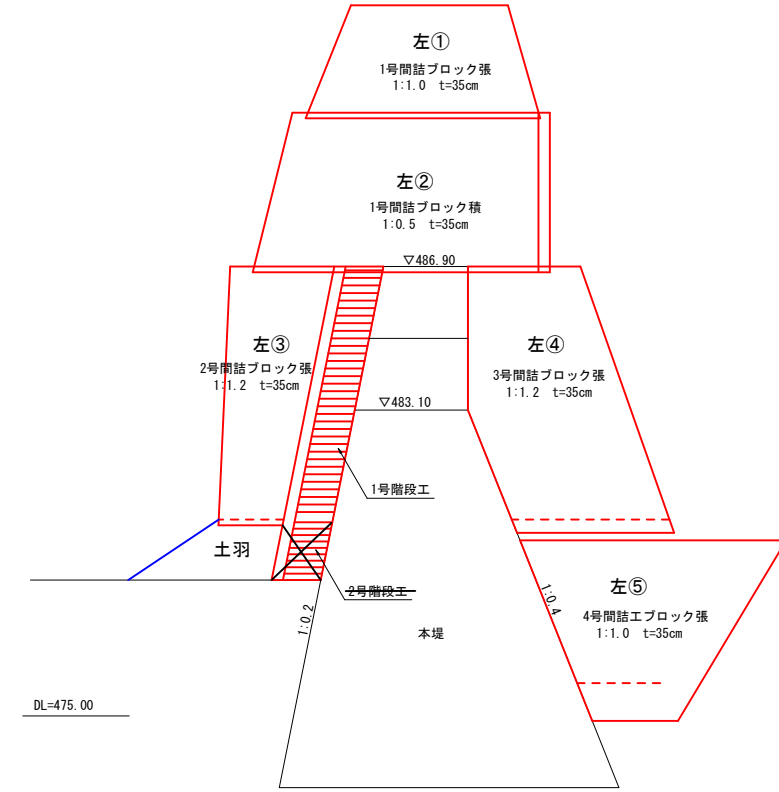 左①
1号間詰ブロック張
1:1.0 t=35cm
左②
1号間詰ブロック積
1:0.5 t=35cm
▽486.90
左③
2号間詰ブロック張
1:1.2 t=35cm
左④
3号間詰ブロック張
1:1.2 t=35cm
▽483.10
1号階段工
土羽
2号階段工
1:0.2
本堤
1:0.4
左⑤
4号間詰工ブロック張
1:1.0 t=35cm
DL=475.00